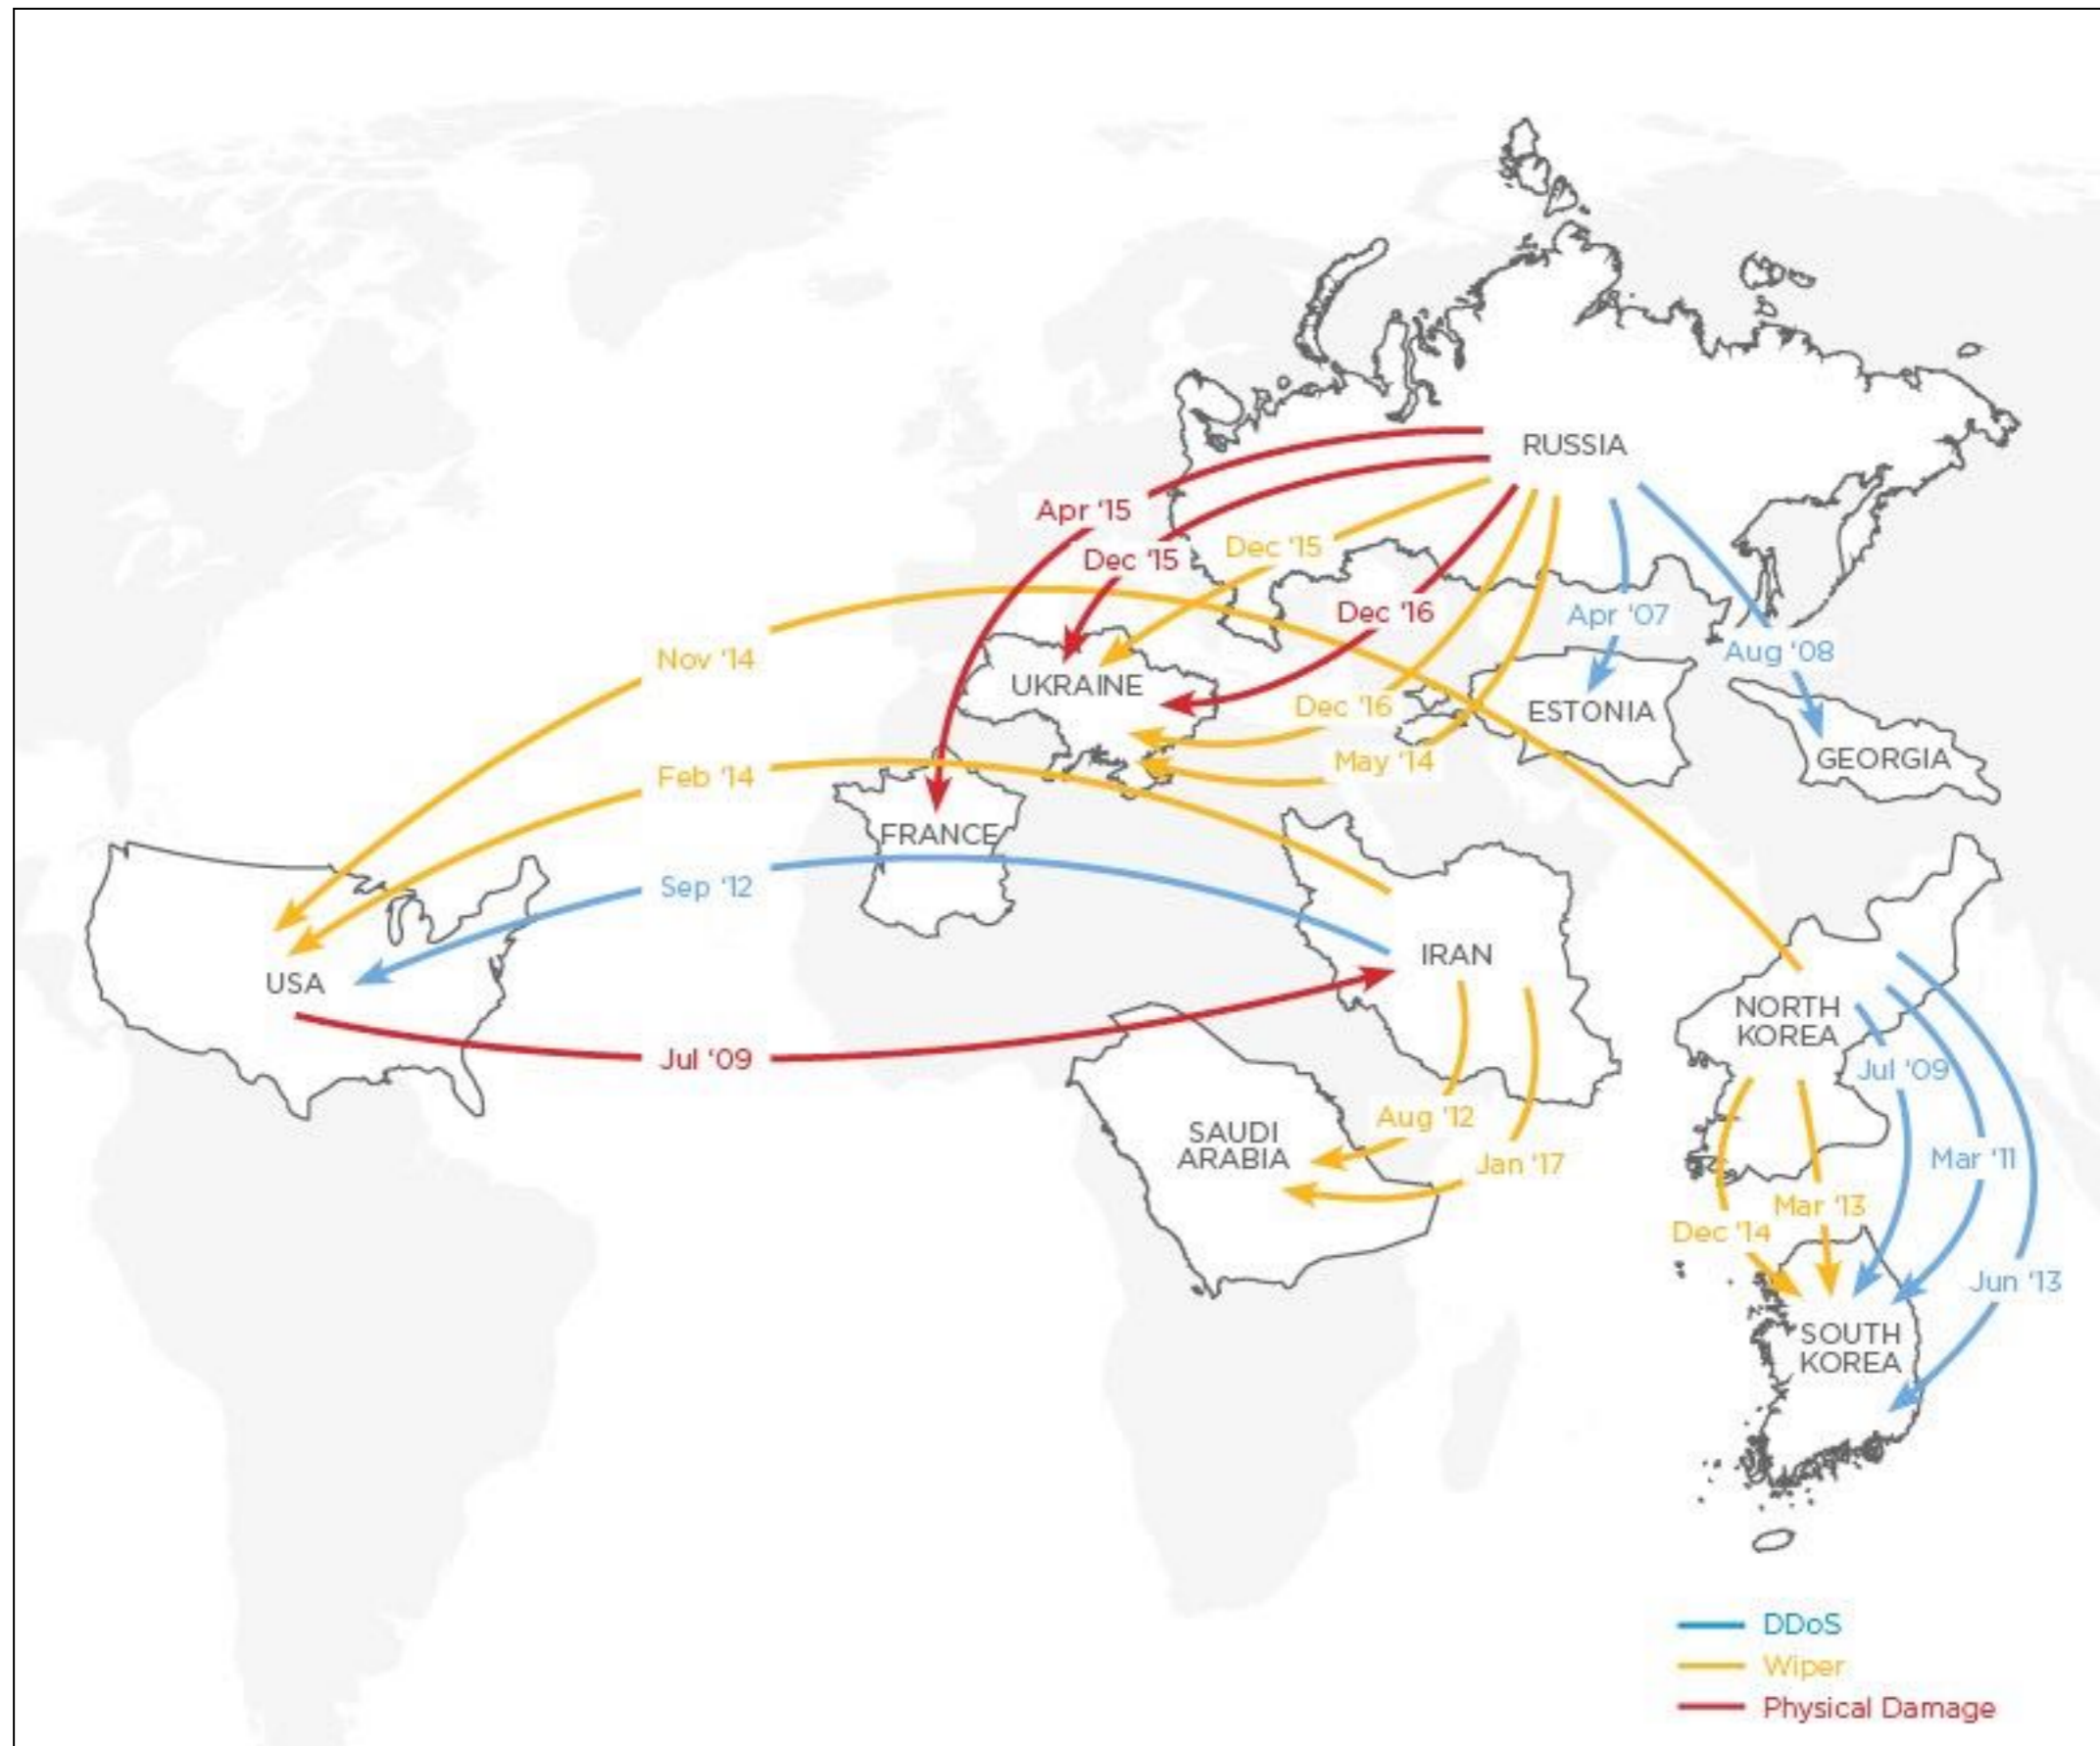 RUSSIA
Apr ‘15
Dec ‘15
Dec ‘15
Dec ‘16
Apr ‘07
Aug ‘08
Nov ‘14
UKRAINE
Dec ‘16
ESTONIA
May ‘14
GEORGIA
Feb ‘14
FRANCE
Sep ‘12
IRAN
USA
NORTH
KOREA
Jul ‘09
Jul ‘09
Aug ‘12
SAUDI
ARABIA
Jan ‘17
Mar ‘11
Mar ‘13
Dec ‘14
Jun ‘13
SOUTH
KOREA
DDoS
Wiper
Physical Damage